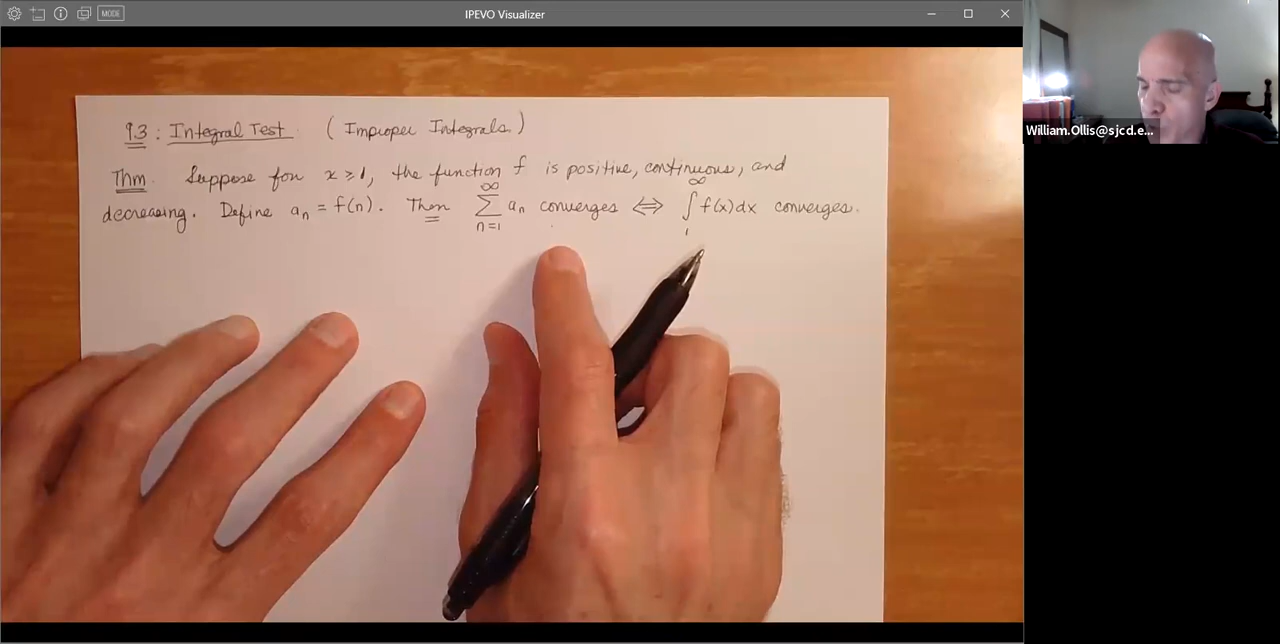 MODE
IPEVO Visualizer
9.3 : Integral Test (Improper Integrals)
William.Ollis@sjcd.e...
Thm. Suppose for x ≥ 1, the function f is positive, continuous, and
decreasing. Define aₙ = f(n). Then ∑_{n=1}^{∞} aₙ converges ⇔ ∫_{1}^{∞} f(x)dx converges.